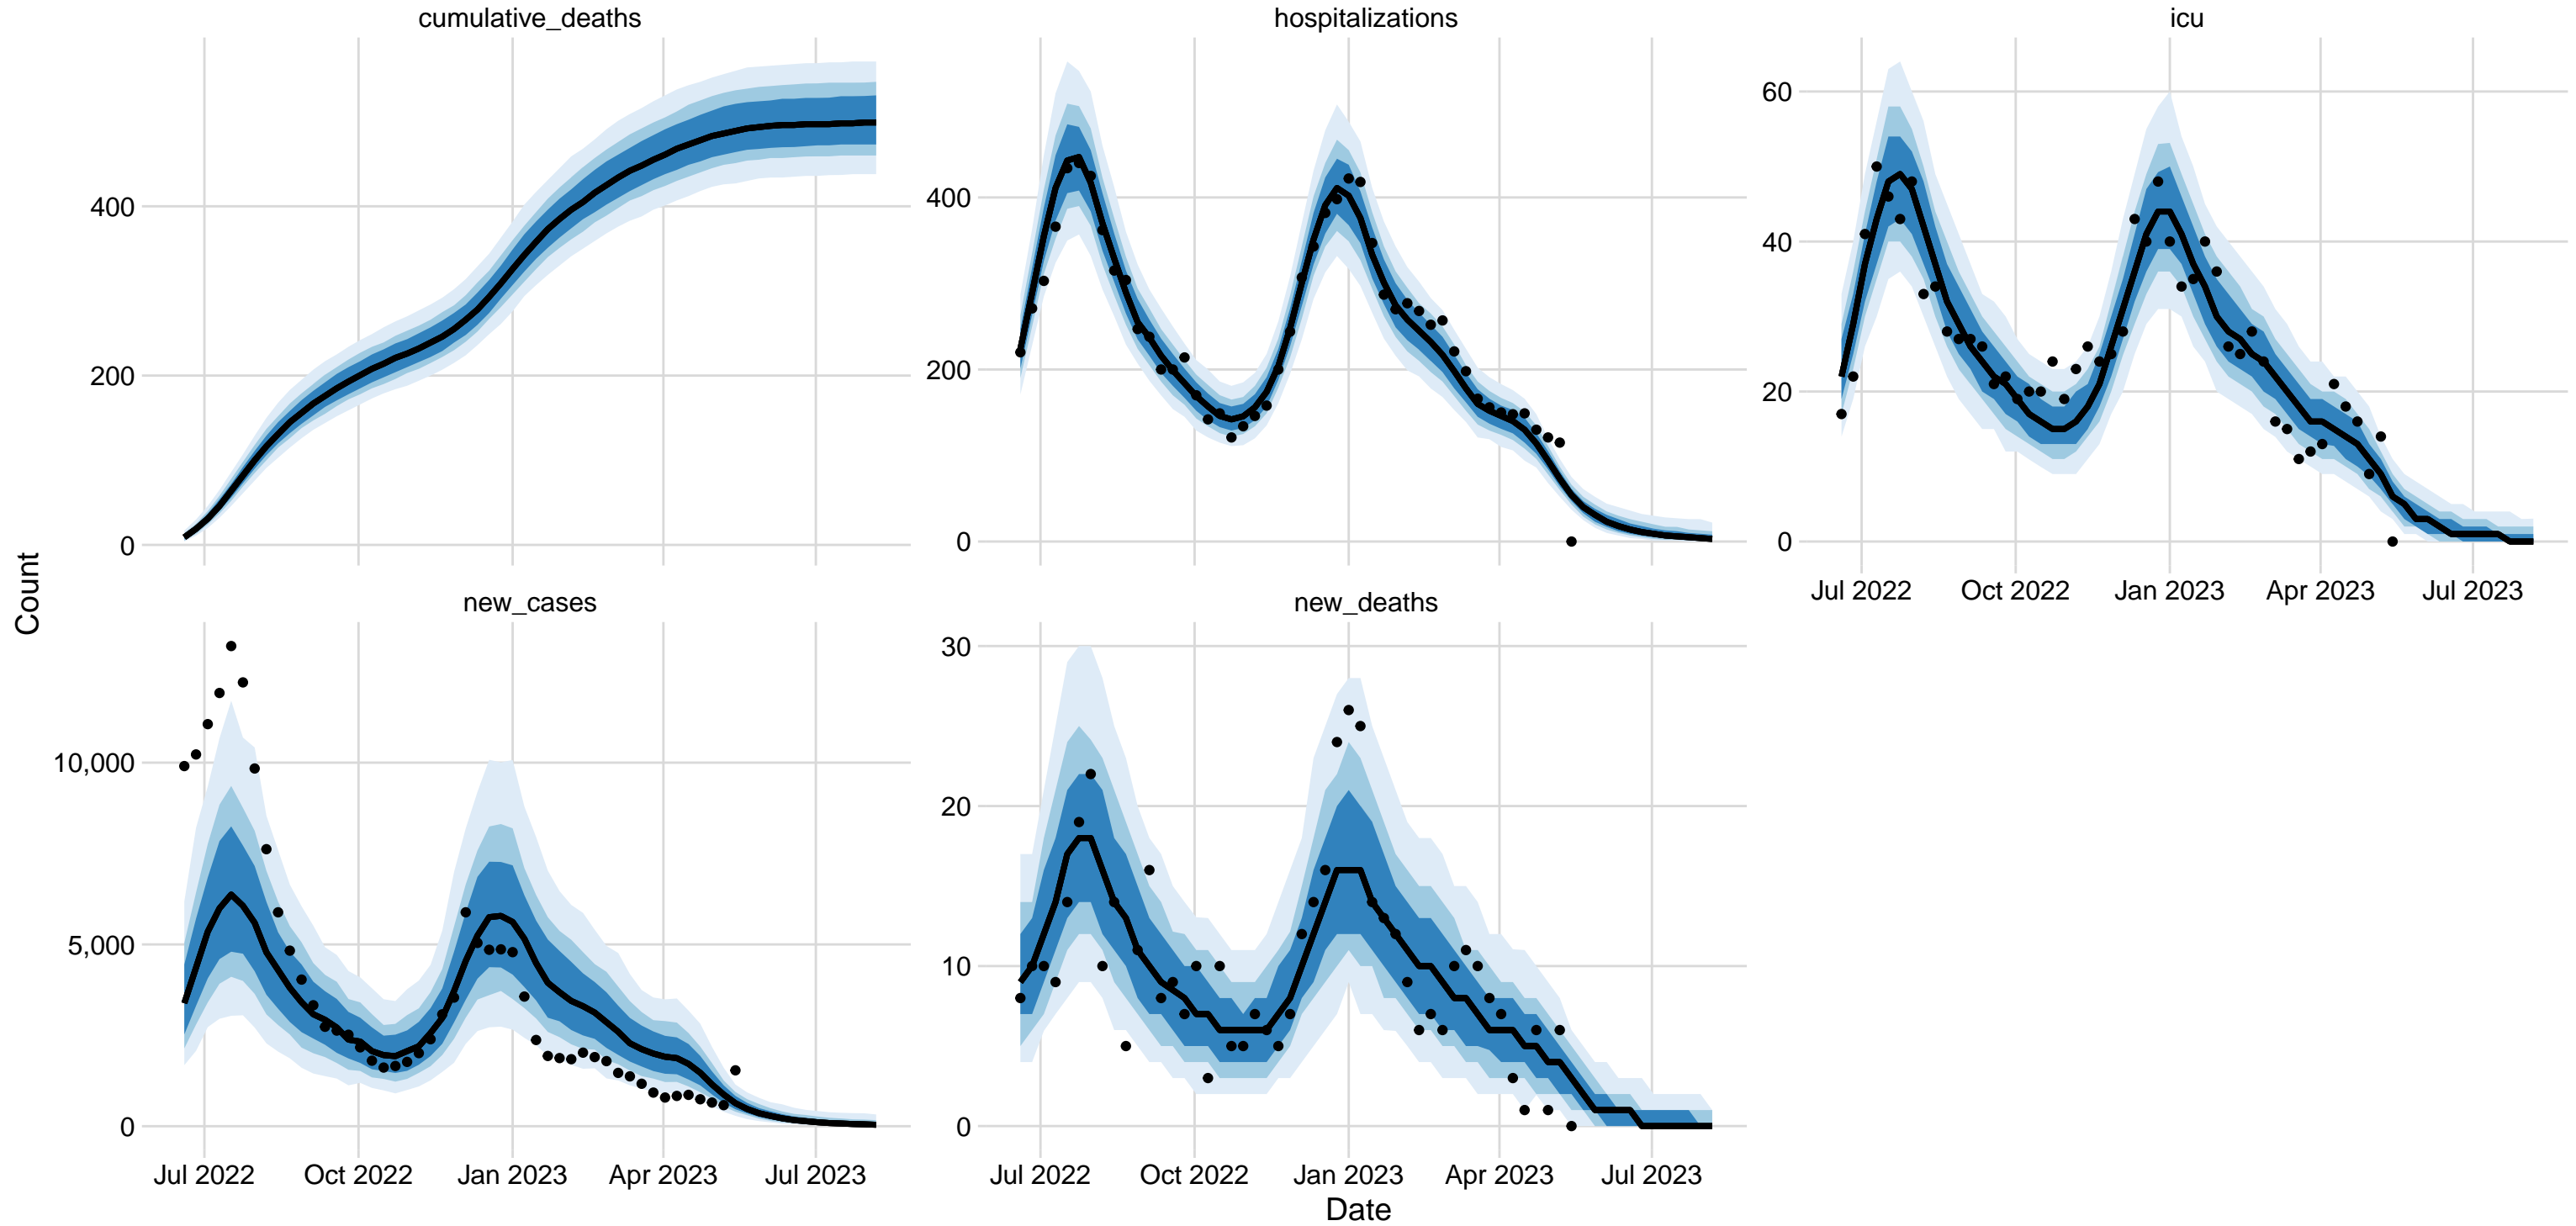 cumulative_deaths
hospitalizations
icu
400
200
0
400
200
0
60
40
20
0
Jul 2022
Oct 2022
Jan 2023
Apr 2023
Jul 2023
Count
new_cases
new_deaths
10,000
5,000
0
30
20
10
0
Jul 2022
Oct 2022
Jan 2023
Apr 2023
Jul 2023
Jul 2022
Oct 2022
Jan 2023
Apr 2023
Jul 2023
Date